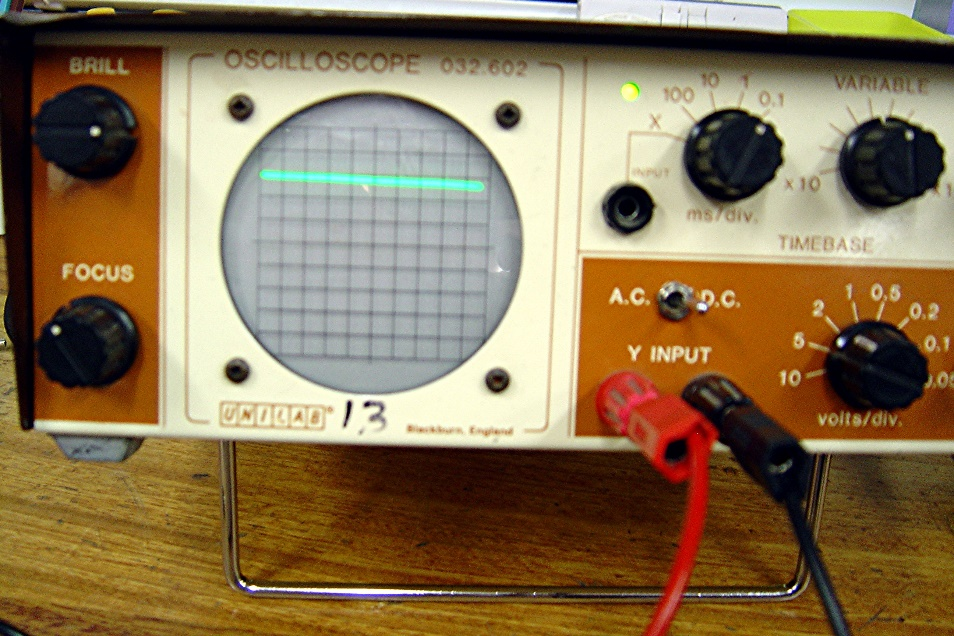 BRILL
FOCUS
OSCILLOSCOPE 032.602
UNILAB® 13
Blackburn, England
100 10 1 0.1
X
INPUT
ms/div.
VARIABLE
x10
TIMEBASE
A.C. D.C.
Y INPUT
10 5 2 1 0,5 0.2 0.1
volts/div.